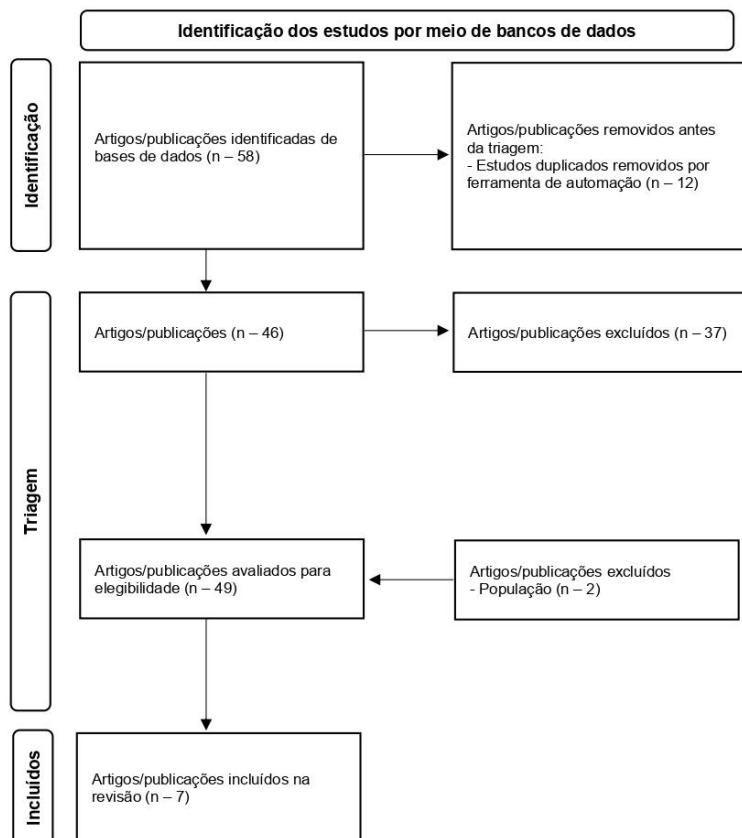 Identificação dos estudos por meio de bancos de dados
Identificação
Artigos/publicações identificadas de
bases de dados (n – 58)
Artigos/publicações removidos antes
da triagem:
- Estudos duplicados removidos por
ferramenta de automação (n – 12)
Triagem
Artigos/publicações (n – 46)
Artigos/publicações excluídos (n – 37)
Artigos/publicações avaliados para
elegibilidade (n – 49)
Artigos/publicações excluídos
- População (n – 2)
Incluídos
Artigos/publicações incluídos na
revisão (n – 7)